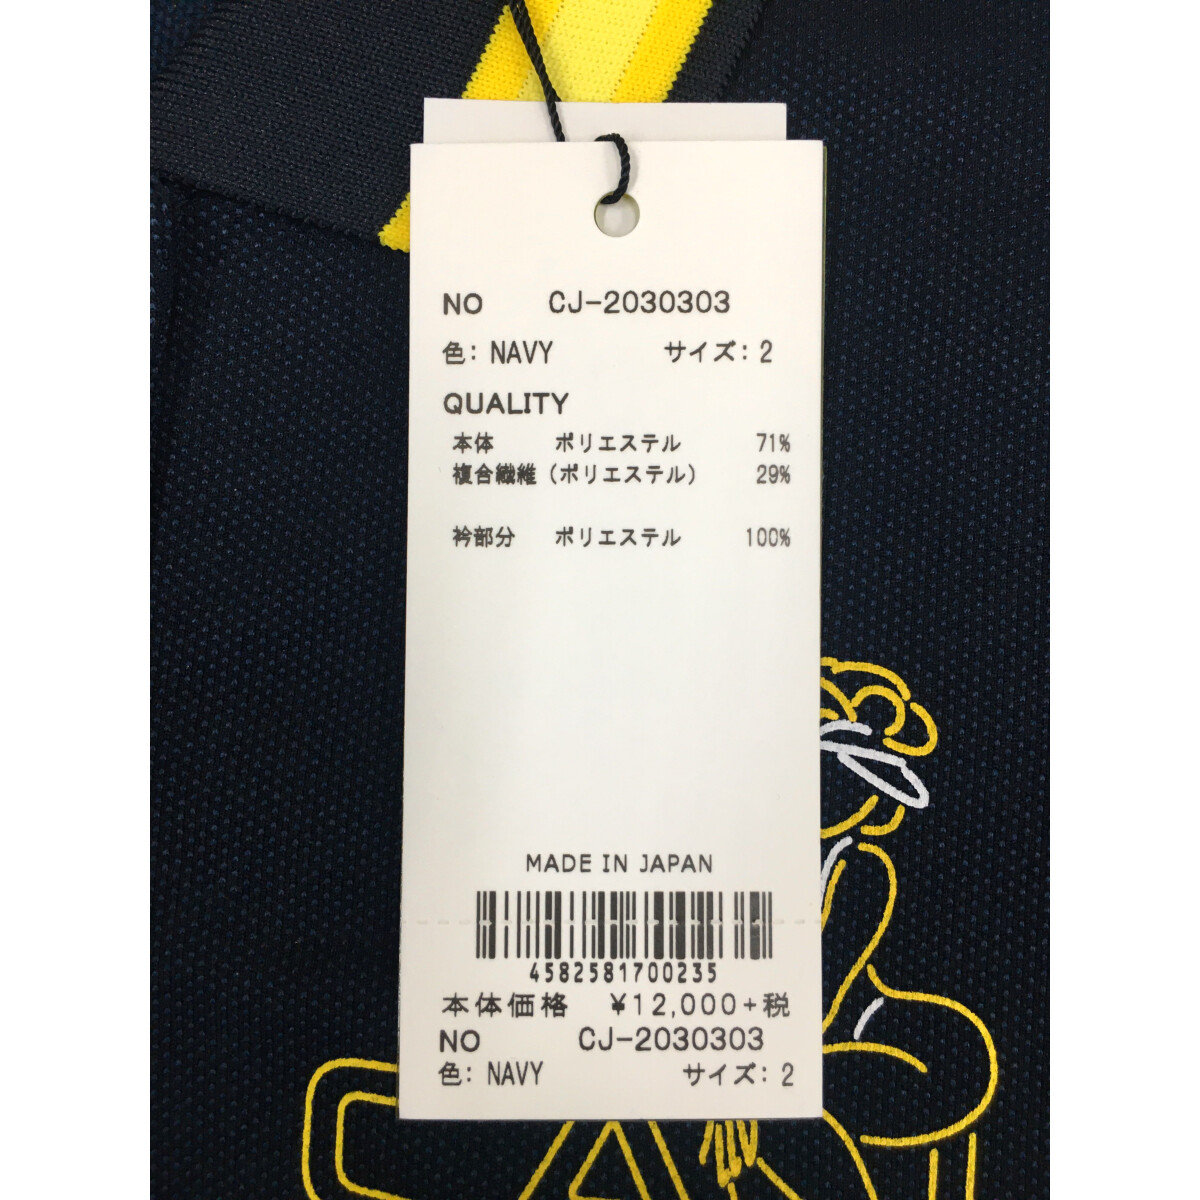 NO CJ-2030303
色: NAVY サイズ: 2
QUALITY
本体 ポリエステル 71%
複合繊維 (ポリエステル) 29%
衿部分 ポリエステル 100%
MADE IN JAPAN
4582581700235
本体価格 ¥12,000+税
NO CJ-2030303
色: NAVY サイズ: 2